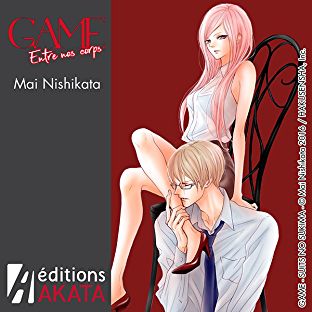 GAME
Entre nos corps
Mai Nishikata
éditions
AKATA
GAME - SUITS NO SUKIMA - © Mai Nishikata 2016 / HAKUSENSHA, Inc.